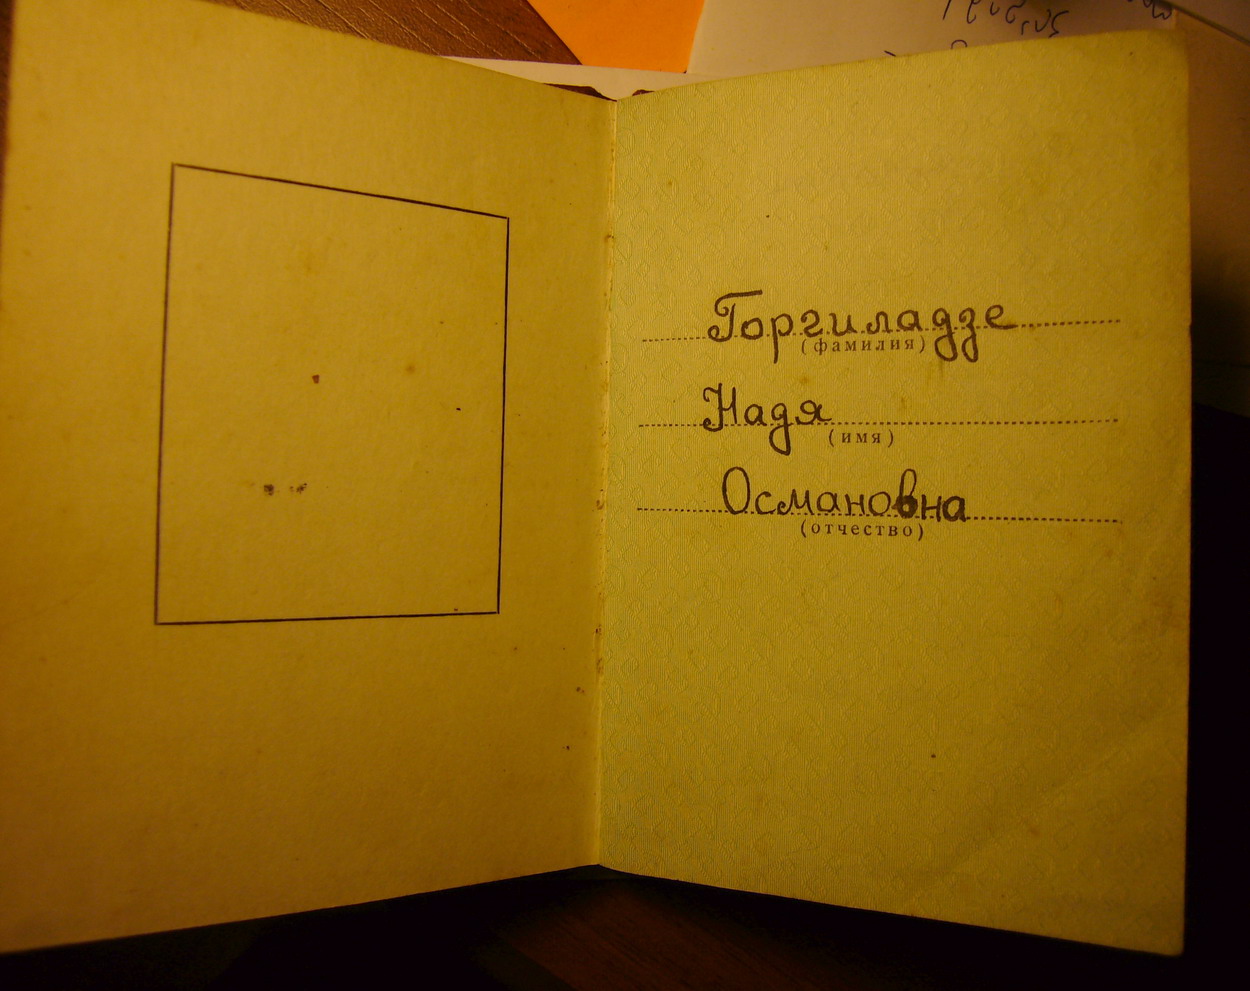 Горгиладзе
(фамилия)
Надя
(имя)
Османовна
(отчество)